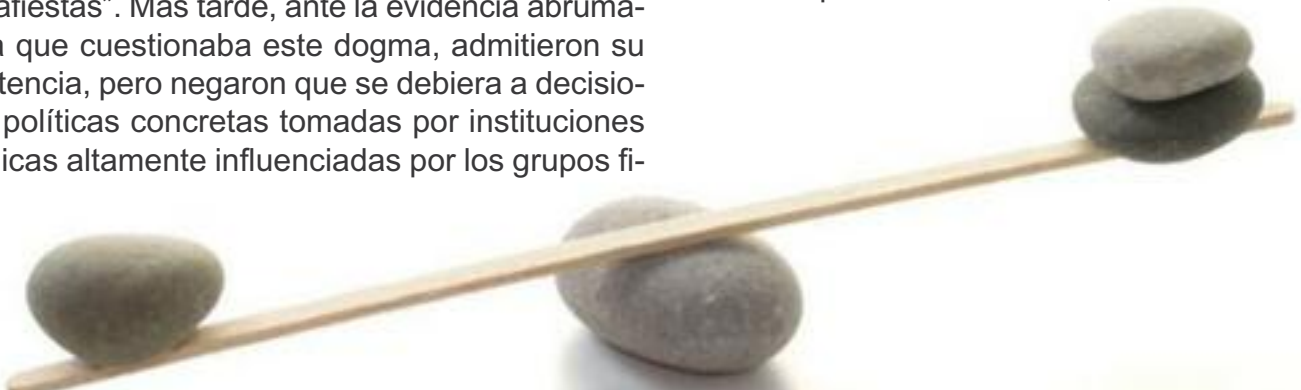 afiestas". Mas tarde, ante la evidencia abruma-
a que cuestionaba este dogma, admitieron su
tencia, pero negaron que se debiera a decisio-
políticas concretas tomadas por instituciones
icas altamente influenciadas por los grupos fi-